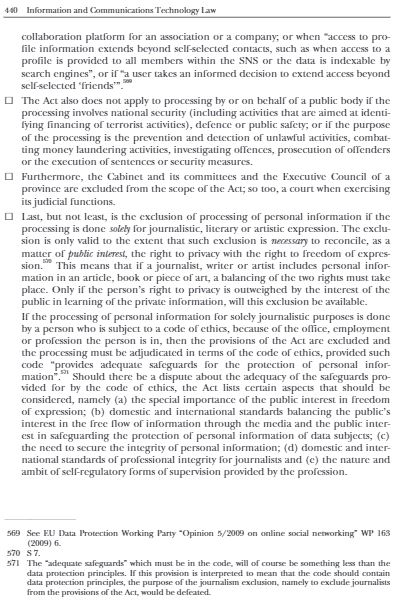 440 Information and Communications Technology Law
collaboration platform for an association or a company; or when “access to pro-
file information extends beyond self-selected contacts, such as when access to a
profile is provided to all members within the SNS or the data is indexable by
search engines”, or if “a user takes an informed decision to extend access beyond
self-selected ‘friends’”.569
□ The Act also does not apply to processing by or on behalf of a public body if the
processing involves national security (including activities that are aimed at identi-
fying financing of terrorist activities), defence or public safety; or if the purpose
of the processing is the prevention and detection of unlawful activities, combat-
ting money laundering activities, investigating offences, prosecution of offenders
or the execution of sentences or security measures.
□ Furthermore, the Cabinet and its committees and the Executive Council of a
province are excluded from the scope of the Act; so too, a court when exercising
its judicial functions.
□ Last, but not least, is the exclusion of processing of personal information if the
processing is done solely for journalistic, literary or artistic expression. The exclu-
sion is only valid to the extent that such exclusion is necessary to reconcile, as a
matter of public interest, the right to privacy with the right to freedom of expres-
sion.570 This means that if a journalist, writer or artist includes personal infor-
mation in an article, book or piece of art, a balancing of the two rights must take
place. Only if the person’s right to privacy is outweighed by the interest of the
public in learning of the private information, will this exclusion be available.
If the processing of personal information for solely journalistic purposes is done
by a person who is subject to a code of ethics, because of the office, employment
or profession the person is in, then the provisions of the Act are excluded and
the processing must be adjudicated in terms of the code of ethics, provided such
code “provides adequate safeguards for the protection of personal infor-
mation”.571 Should there be a dispute about the adequacy of the safeguards pro-
vided for by the code of ethics, the Act lists certain aspects that should be
considered, namely (a) the special importance of the public interest in freedom
of expression; (b) domestic and international standards balancing the public’s
interest in the free flow of information through the media and the public inter-
est in safeguarding the protection of personal information of data subjects; (c)
the need to secure the integrity of personal information; (d) domestic and inter-
national standards of professional integrity for journalists and (e) the nature and
ambit of self-regulatory forms of supervision provided by the profession.
569 See EU Data Protection Working Party “Opinion 5/2009 on online social networking” WP 163
(2009) 6.
570 S 7.
571 The “adequate safeguards” which must be in the code, will of course be something less than the
data protection principles. If this provision is interpreted to mean that the code should contain
data protection principles, the purpose of the journalism exclusion, namely to exclude journalists
from the provisions of the Act, would be defeated.